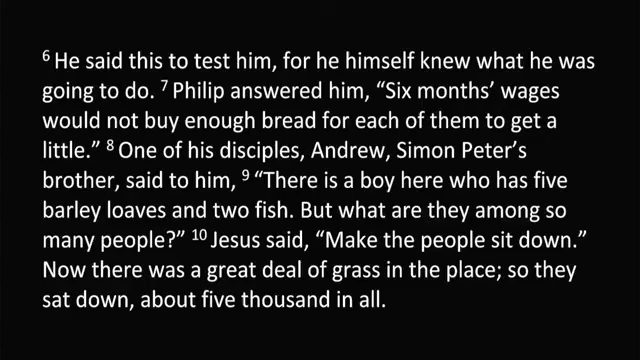 ⁶ He said this to test him, for he himself knew what he was
going to do. ⁷ Philip answered him, “Six months’ wages
would not buy enough bread for each of them to get a
little.” ⁸ One of his disciples, Andrew, Simon Peter’s
brother, said to him, ⁹ “There is a boy here who has five
barley loaves and two fish. But what are they among so
many people?” ¹⁰ Jesus said, “Make the people sit down.”
Now there was a great deal of grass in the place; so they
sat down, about five thousand in all.